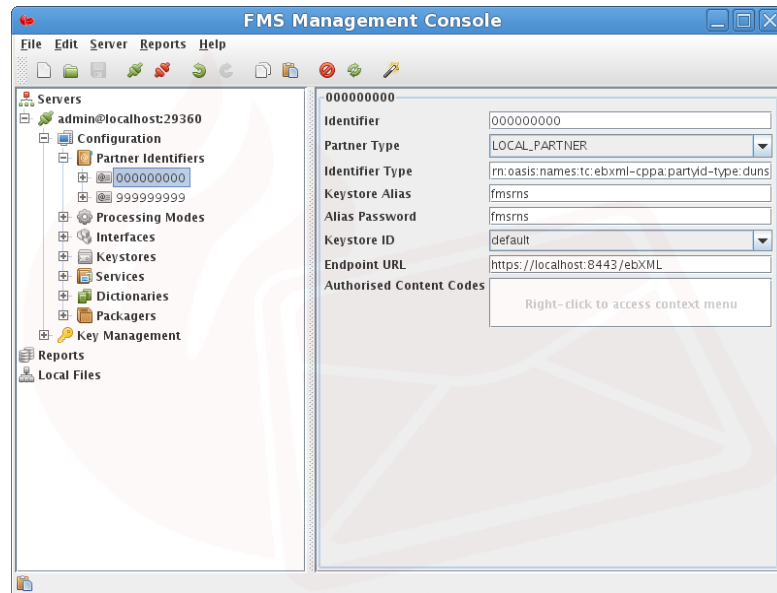 FMS Management Console
File Edit Server Reports Help
Servers
admin@localhost:29360
Configuration
Partner Identifiers
000000000
999999999
Processing Modes
Interfaces
Keystores
Services
Dictionaries
Packagers
Key Management
Reports
Local Files
000000000
Identifier 000000000
Partner Type LOCAL_PARTNER
Identifier Type rn:oasis:names:tc:ebxml-cppa:partyid-type:duns
Keystore Alias fmsrns
Alias Password fmsrns
Keystore ID default
Endpoint URL https://localhost:8443/ebXML
Authorised Content Codes
Right-click to access context menu